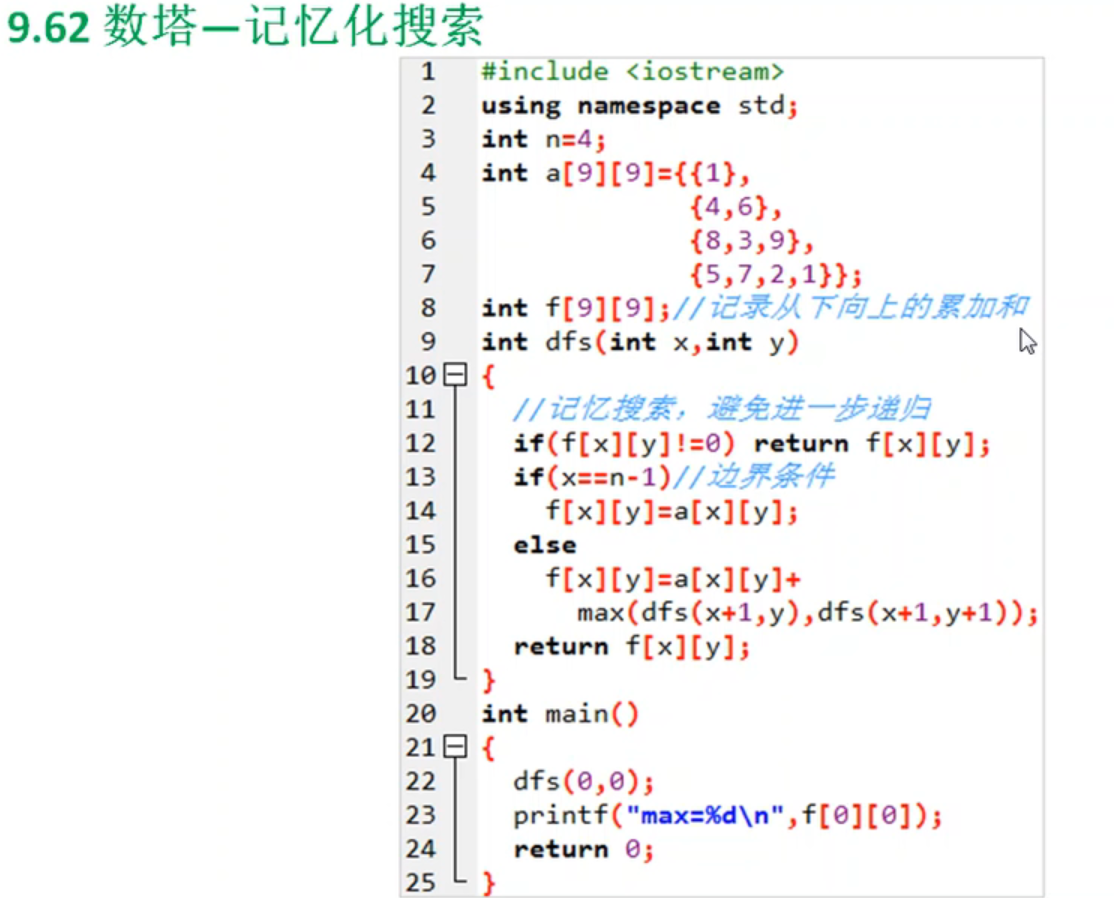 9.62 数塔—记忆化搜索
1 #include <iostream>
2 using namespace std;
3 int n=4;
4 int a[9][9]={{1},
5 {4,6},
6 {8,3,9},
7 {5,7,2,1}};
8 int f[9][9];//记录从下向上的累加和
9 int dfs(int x,int y)
10 {
11 //记忆搜索，避免进一步递归
12 if(f[x][y]!=0) return f[x][y];
13 if(x==n-1)//边界条件
14 f[x][y]=a[x][y];
15 else
16 f[x][y]=a[x][y]+
17 max(dfs(x+1,y),dfs(x+1,y+1));
18 return f[x][y];
19 }
20 int main()
21 {
22 dfs(0,0);
23 printf("max=%d\n",f[0][0]);
24 return 0;
25 }